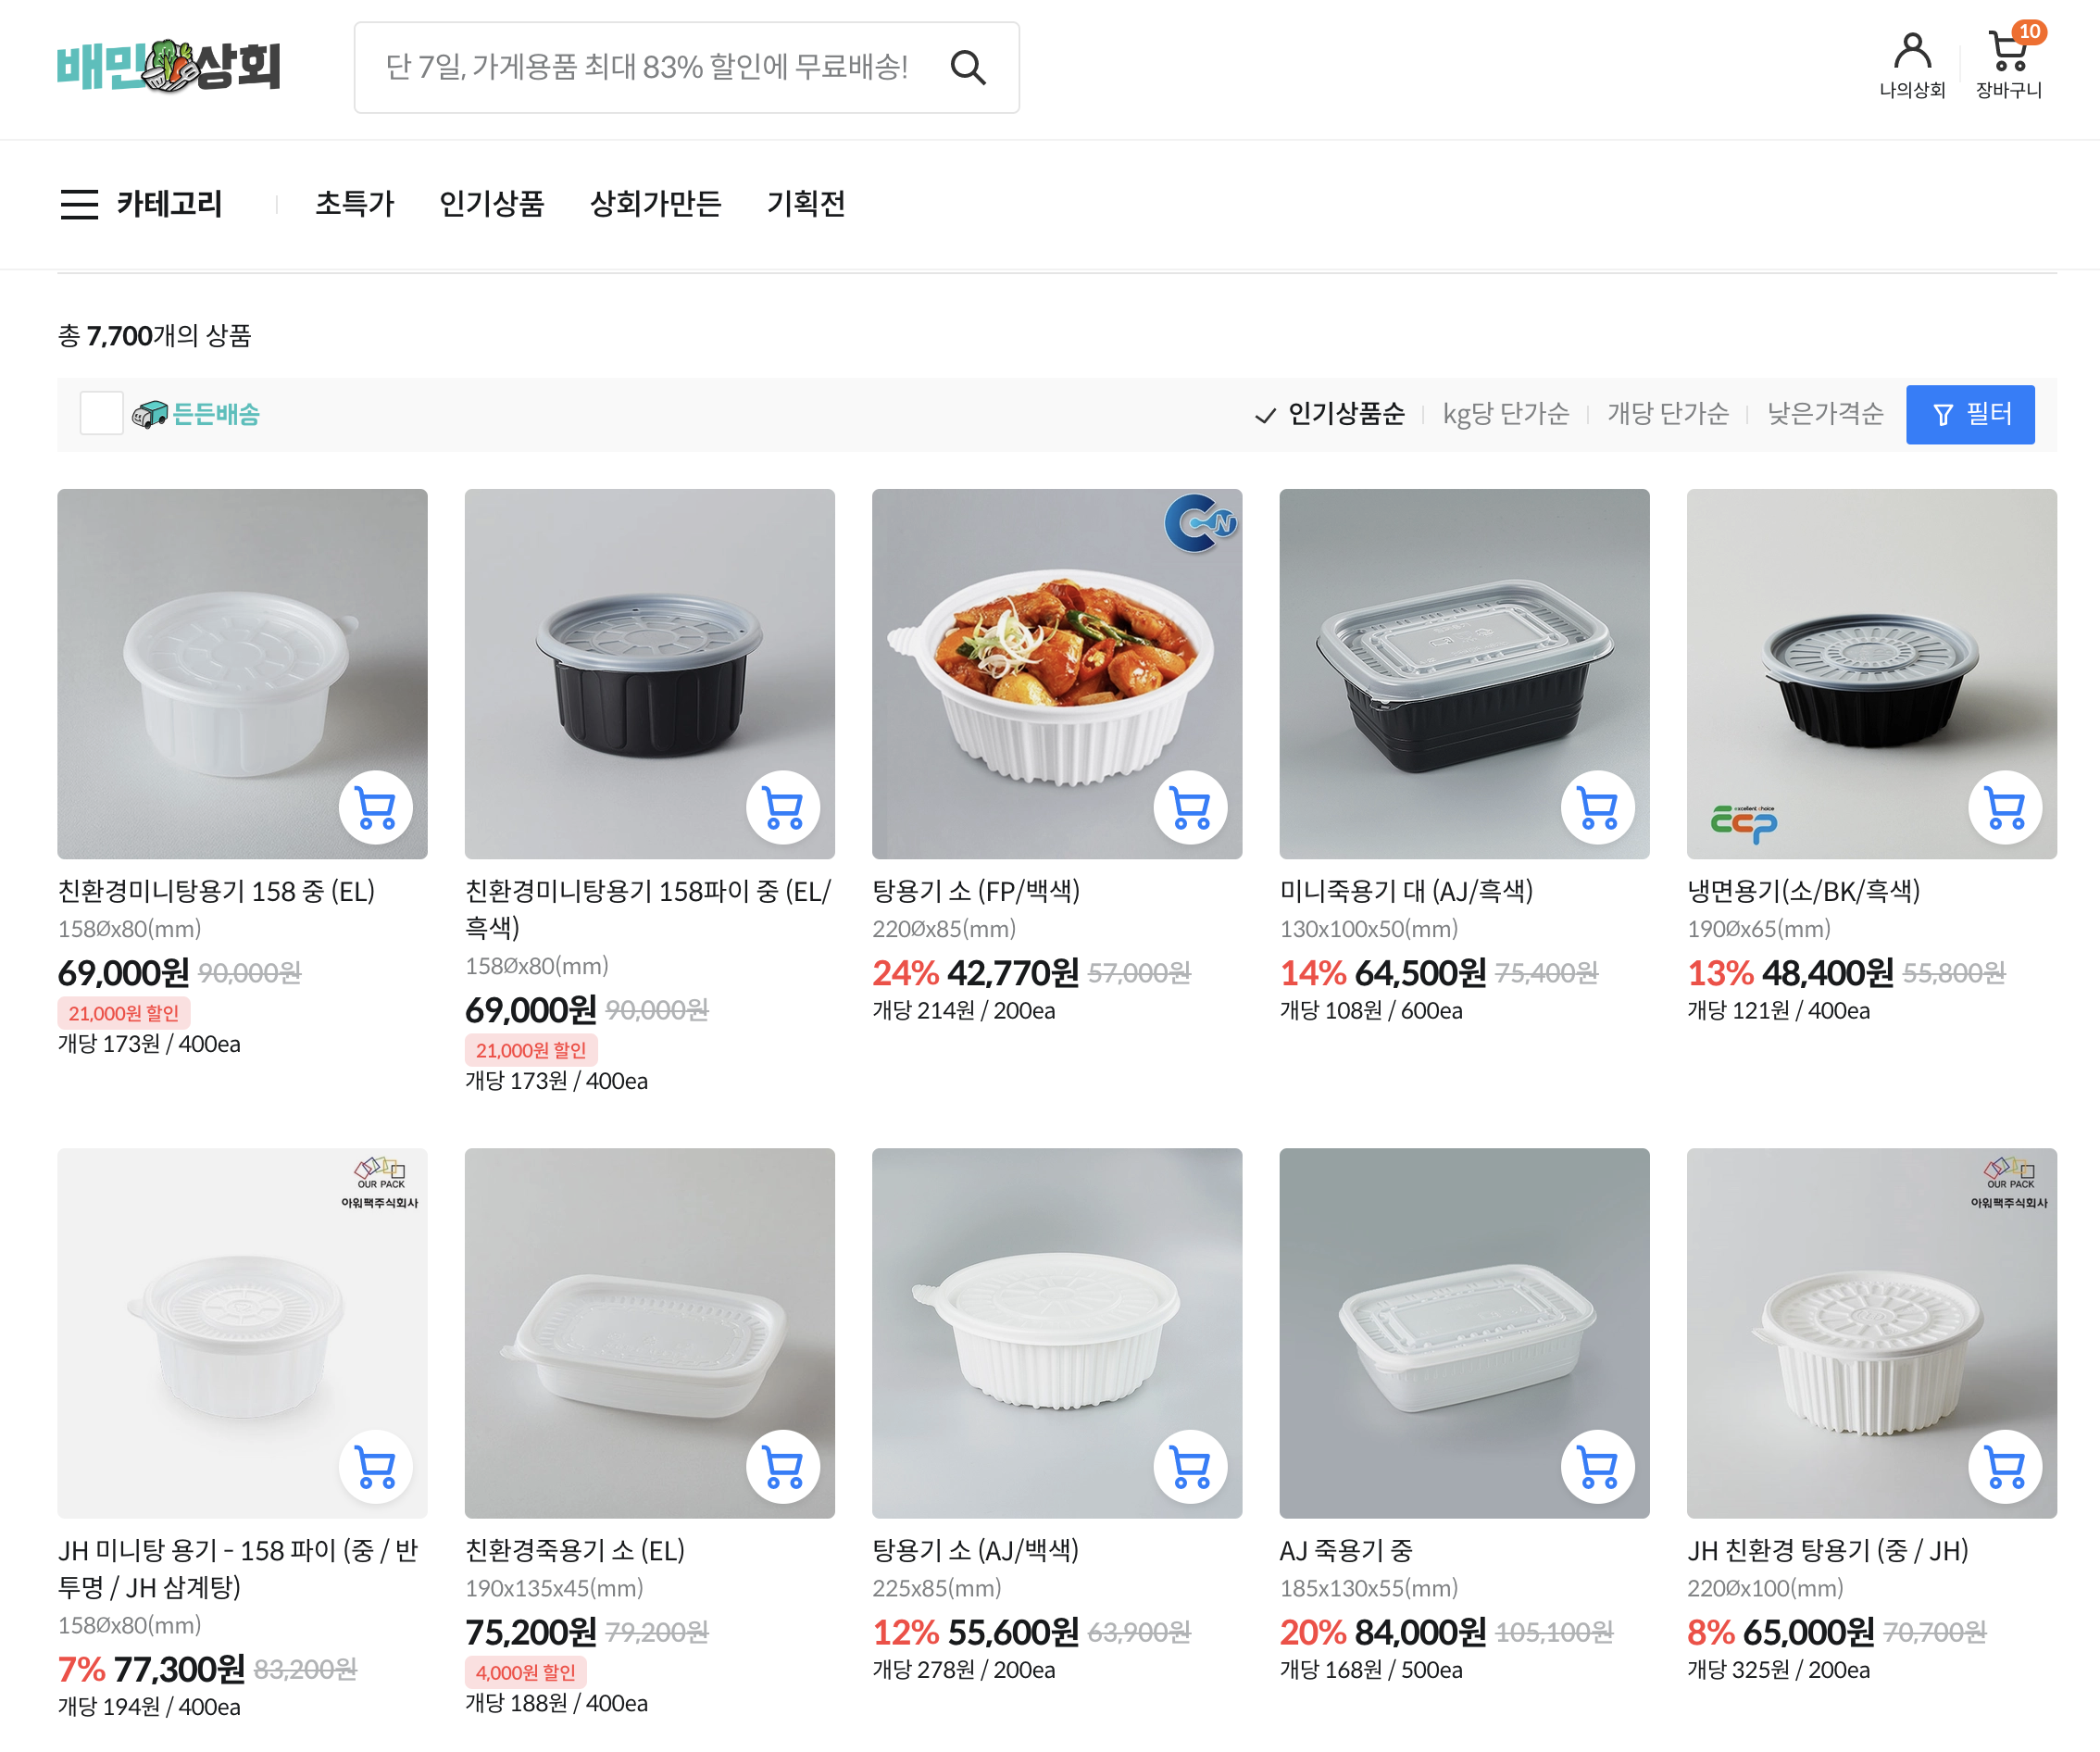 배민상회
단 7일, 가게용품 최대 83% 할인에 무료배송!
10
나의상회
장바구니
카테고리
초특가
인기상품
상회가만든
기획전
총 7,700개의 상품
든든배송
인기상품순
kg당 단가순
개당 단가순
낮은가격순
필터
CN
excellent choice
ecp
친환경미니탕용기 158 중 (EL)
158Øx80(mm)
69,000원 90,000원
21,000원 할인
개당 173원 / 400ea
친환경미니탕용기 158파이 중 (EL/
흑색)
158Øx80(mm)
69,000원 90,000원
21,000원 할인
개당 173원 / 400ea
탕용기 소 (FP/백색)
220Øx85(mm)
24% 42,770원 57,000원
개당 214원 / 200ea
미니죽용기 대 (AJ/흑색)
130x100x50(mm)
14% 64,500원 75,400원
개당 108원 / 600ea
냉면용기(소/BK/흑색)
190Øx65(mm)
13% 48,400원 55,800원
개당 121원 / 400ea
OUR PACK
아워팩주식회사
OUR PACK
아워팩주식회사
JH 미니탕 용기 - 158 파이 (중 / 반
투명 / JH 삼계탕)
158Øx80(mm)
7% 77,300원 83,200원
개당 194원 / 400ea
친환경죽용기 소 (EL)
190x135x45(mm)
75,200원 79,200원
4,000원 할인
개당 188원 / 400ea
탕용기 소 (AJ/백색)
225x85(mm)
12% 55,600원 63,900원
개당 278원 / 200ea
AJ 죽용기 중
185x130x55(mm)
20% 84,000원 105,100원
개당 168원 / 500ea
JH 친환경 탕용기 (중 / JH)
220Øx100(mm)
8% 65,000원 70,700원
개당 325원 / 200ea